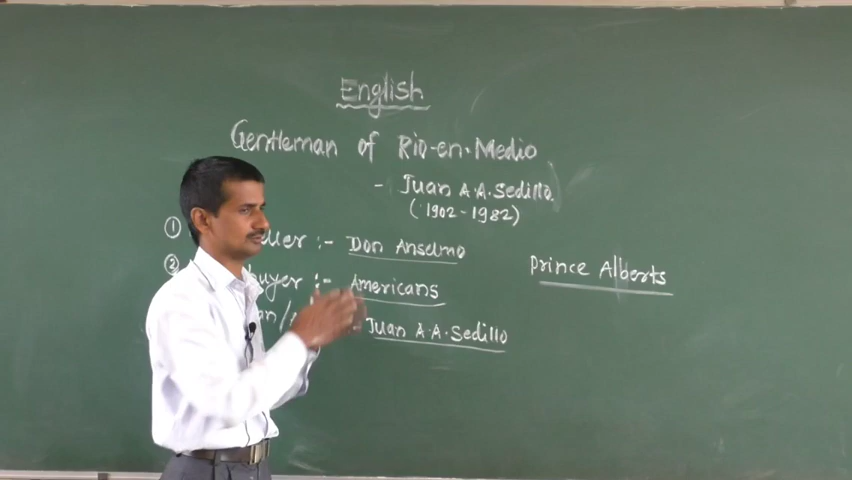 English
Gentleman of Rio-en-Medio
- Juan A.A. Sedillo
(1902-1982)
① :- Don Anselmo
② buyer :- Americans
Juan A.A. Sedillo
Prince Alberts